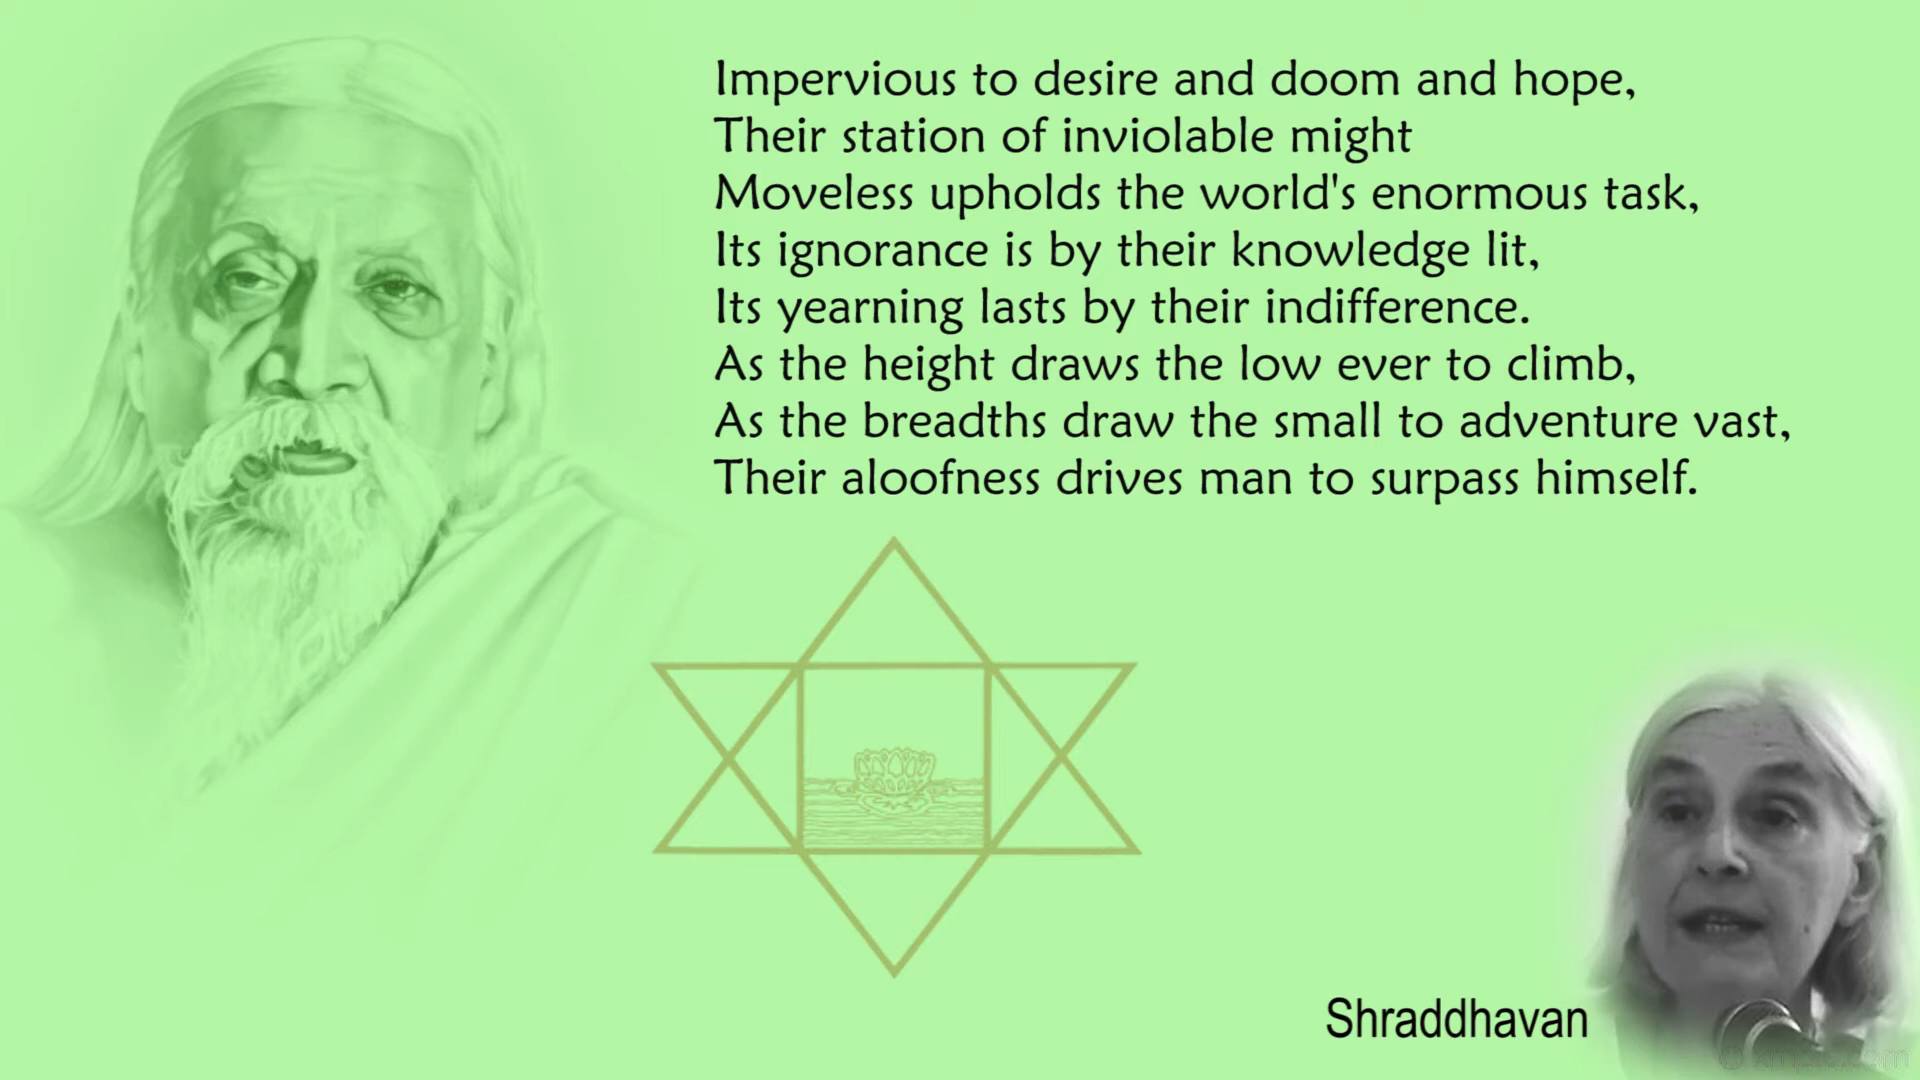 Impervious to desire and doom and hope,
Their station of inviolable might
Moveless upholds the world's enormous task,
Its ignorance is by their knowledge lit,
Its yearning lasts by their indifference.
As the height draws the low ever to climb,
As the breadths draw the small to adventure vast,
Their aloofness drives man to surpass himself.
Shraddhavan